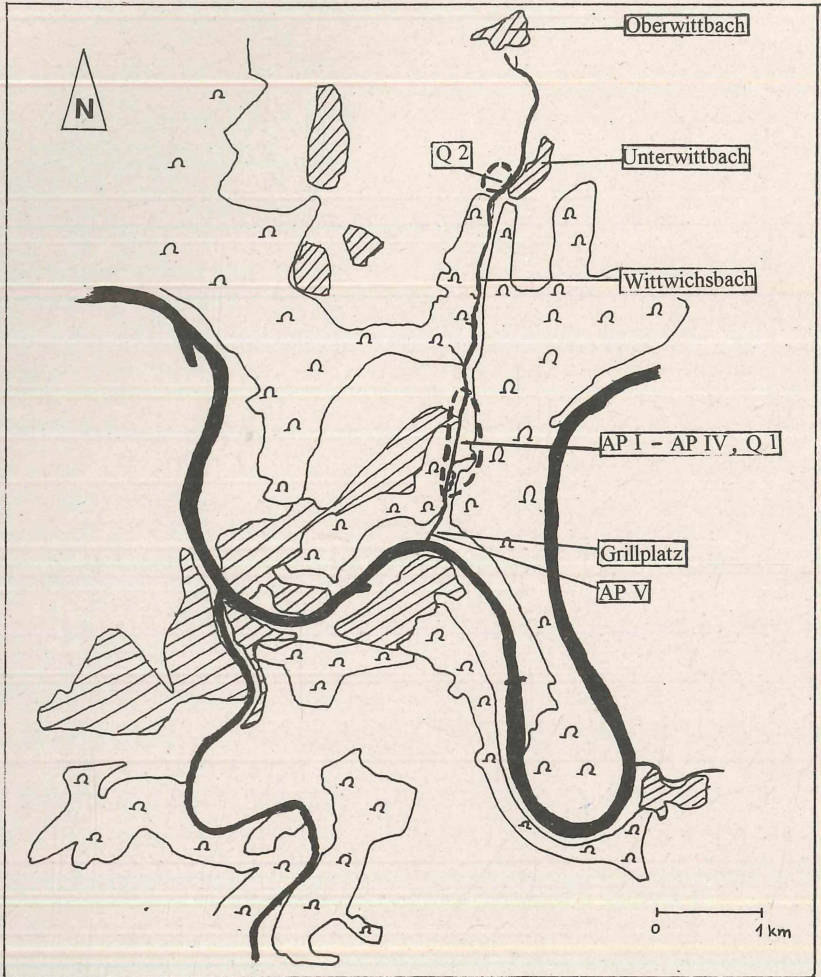 Oberwittbach
N
Q 2
Unterwittbach
Wittwichsbach
AP I - AP IV, Q 1
Grillplatz
AP V
0 1 km